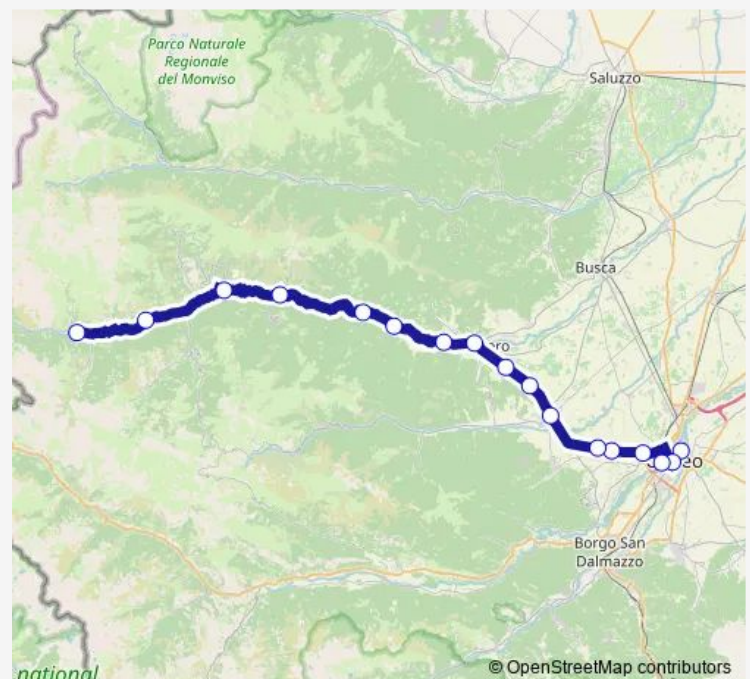 Parco Naturale
Regionale
del Monviso
Saluzzo
Busca
Borgo San
Dalmazzo
national
© OpenStreetMap contributors